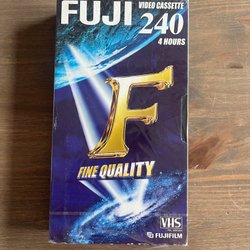 FUJI
VIDEO CASSETTE
240
4 HOURS
F
FINE QUALITY
VHS
FUJIFILM